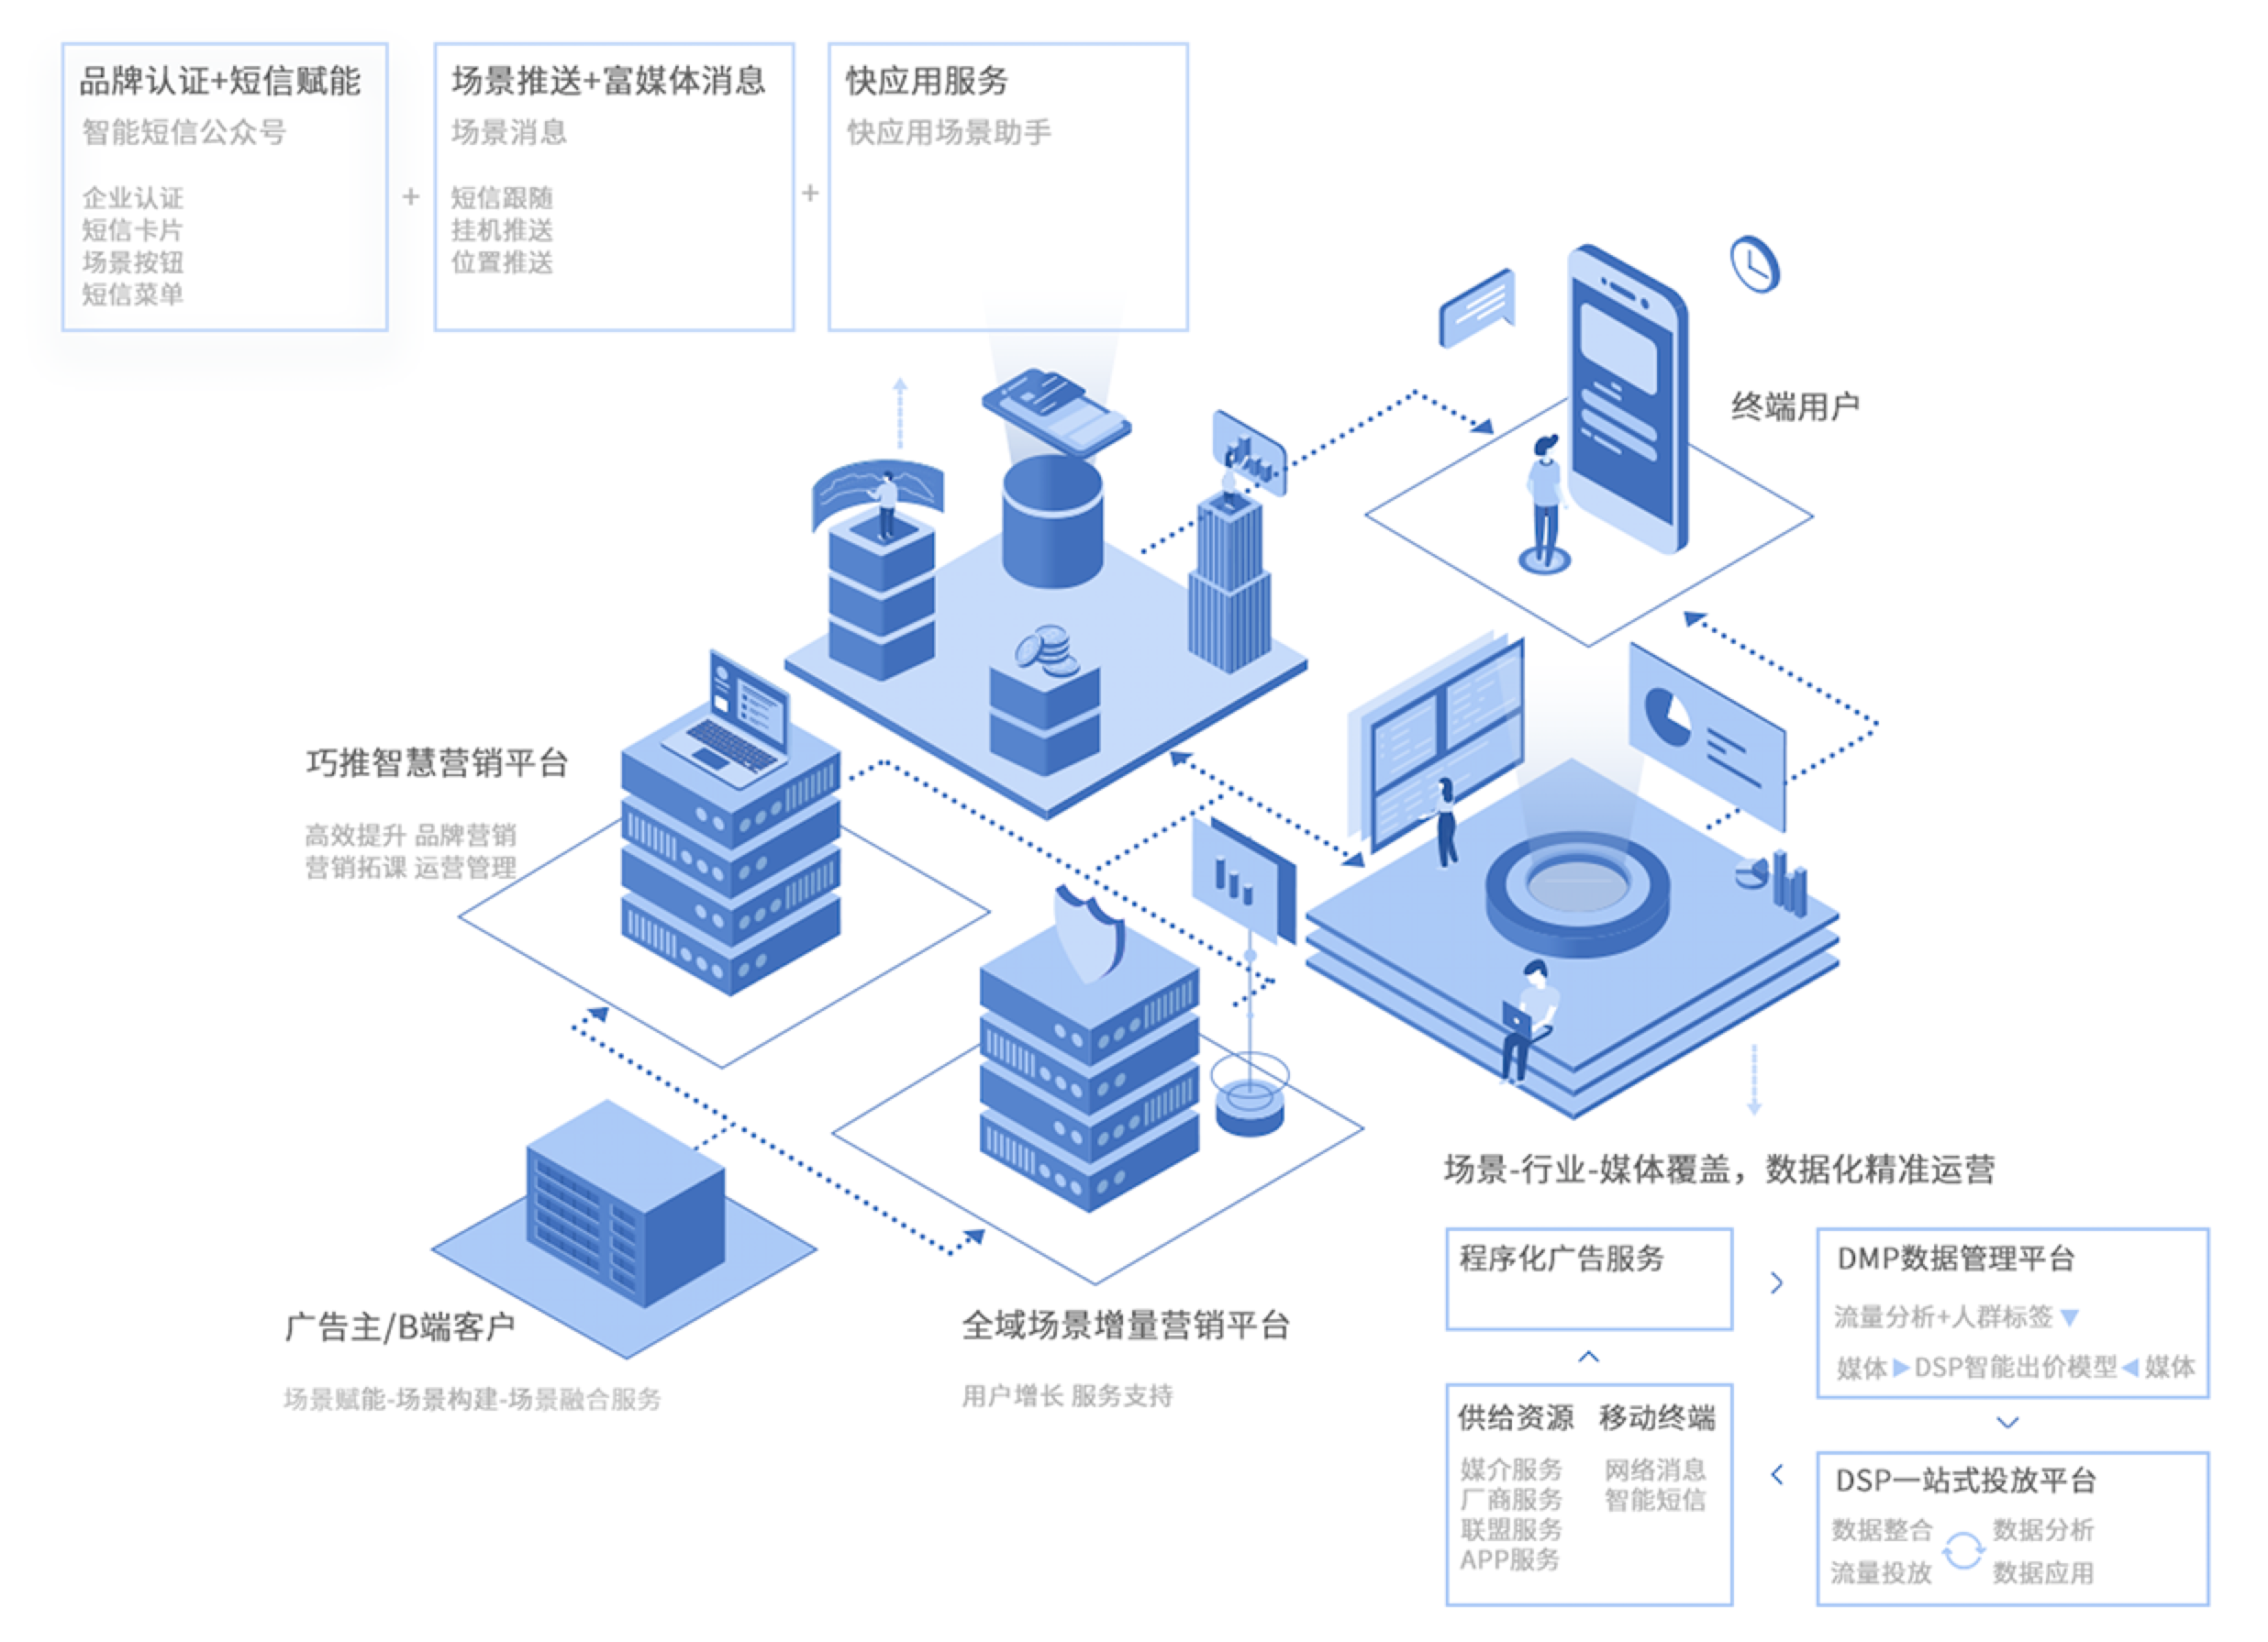 品牌认证+短信赋能
智能短信公众号
企业认证
短信卡片
场景按钮
短信菜单
+
场景推送+富媒体消息
场景消息
短信跟随
挂机推送
位置推送
+
快应用服务
快应用场景助手
终端用户
巧推智慧营销平台
高效提升 品牌营销
营销拓课 运营管理
广告主/B端客户
场景赋能-场景构建-场景融合服务
全域场景增量营销平台
用户增长 服务支持
场景-行业-媒体覆盖，数据化精准运营
程序化广告服务
DMP数据管理平台
流量分析+人群标签
媒体 DSP智能出价模型 媒体
供给资源 移动终端
媒介服务 网络消息
厂商服务 智能短信
联盟服务
APP服务
DSP一站式投放平台
数据整合 数据分析
流量投放 数据应用